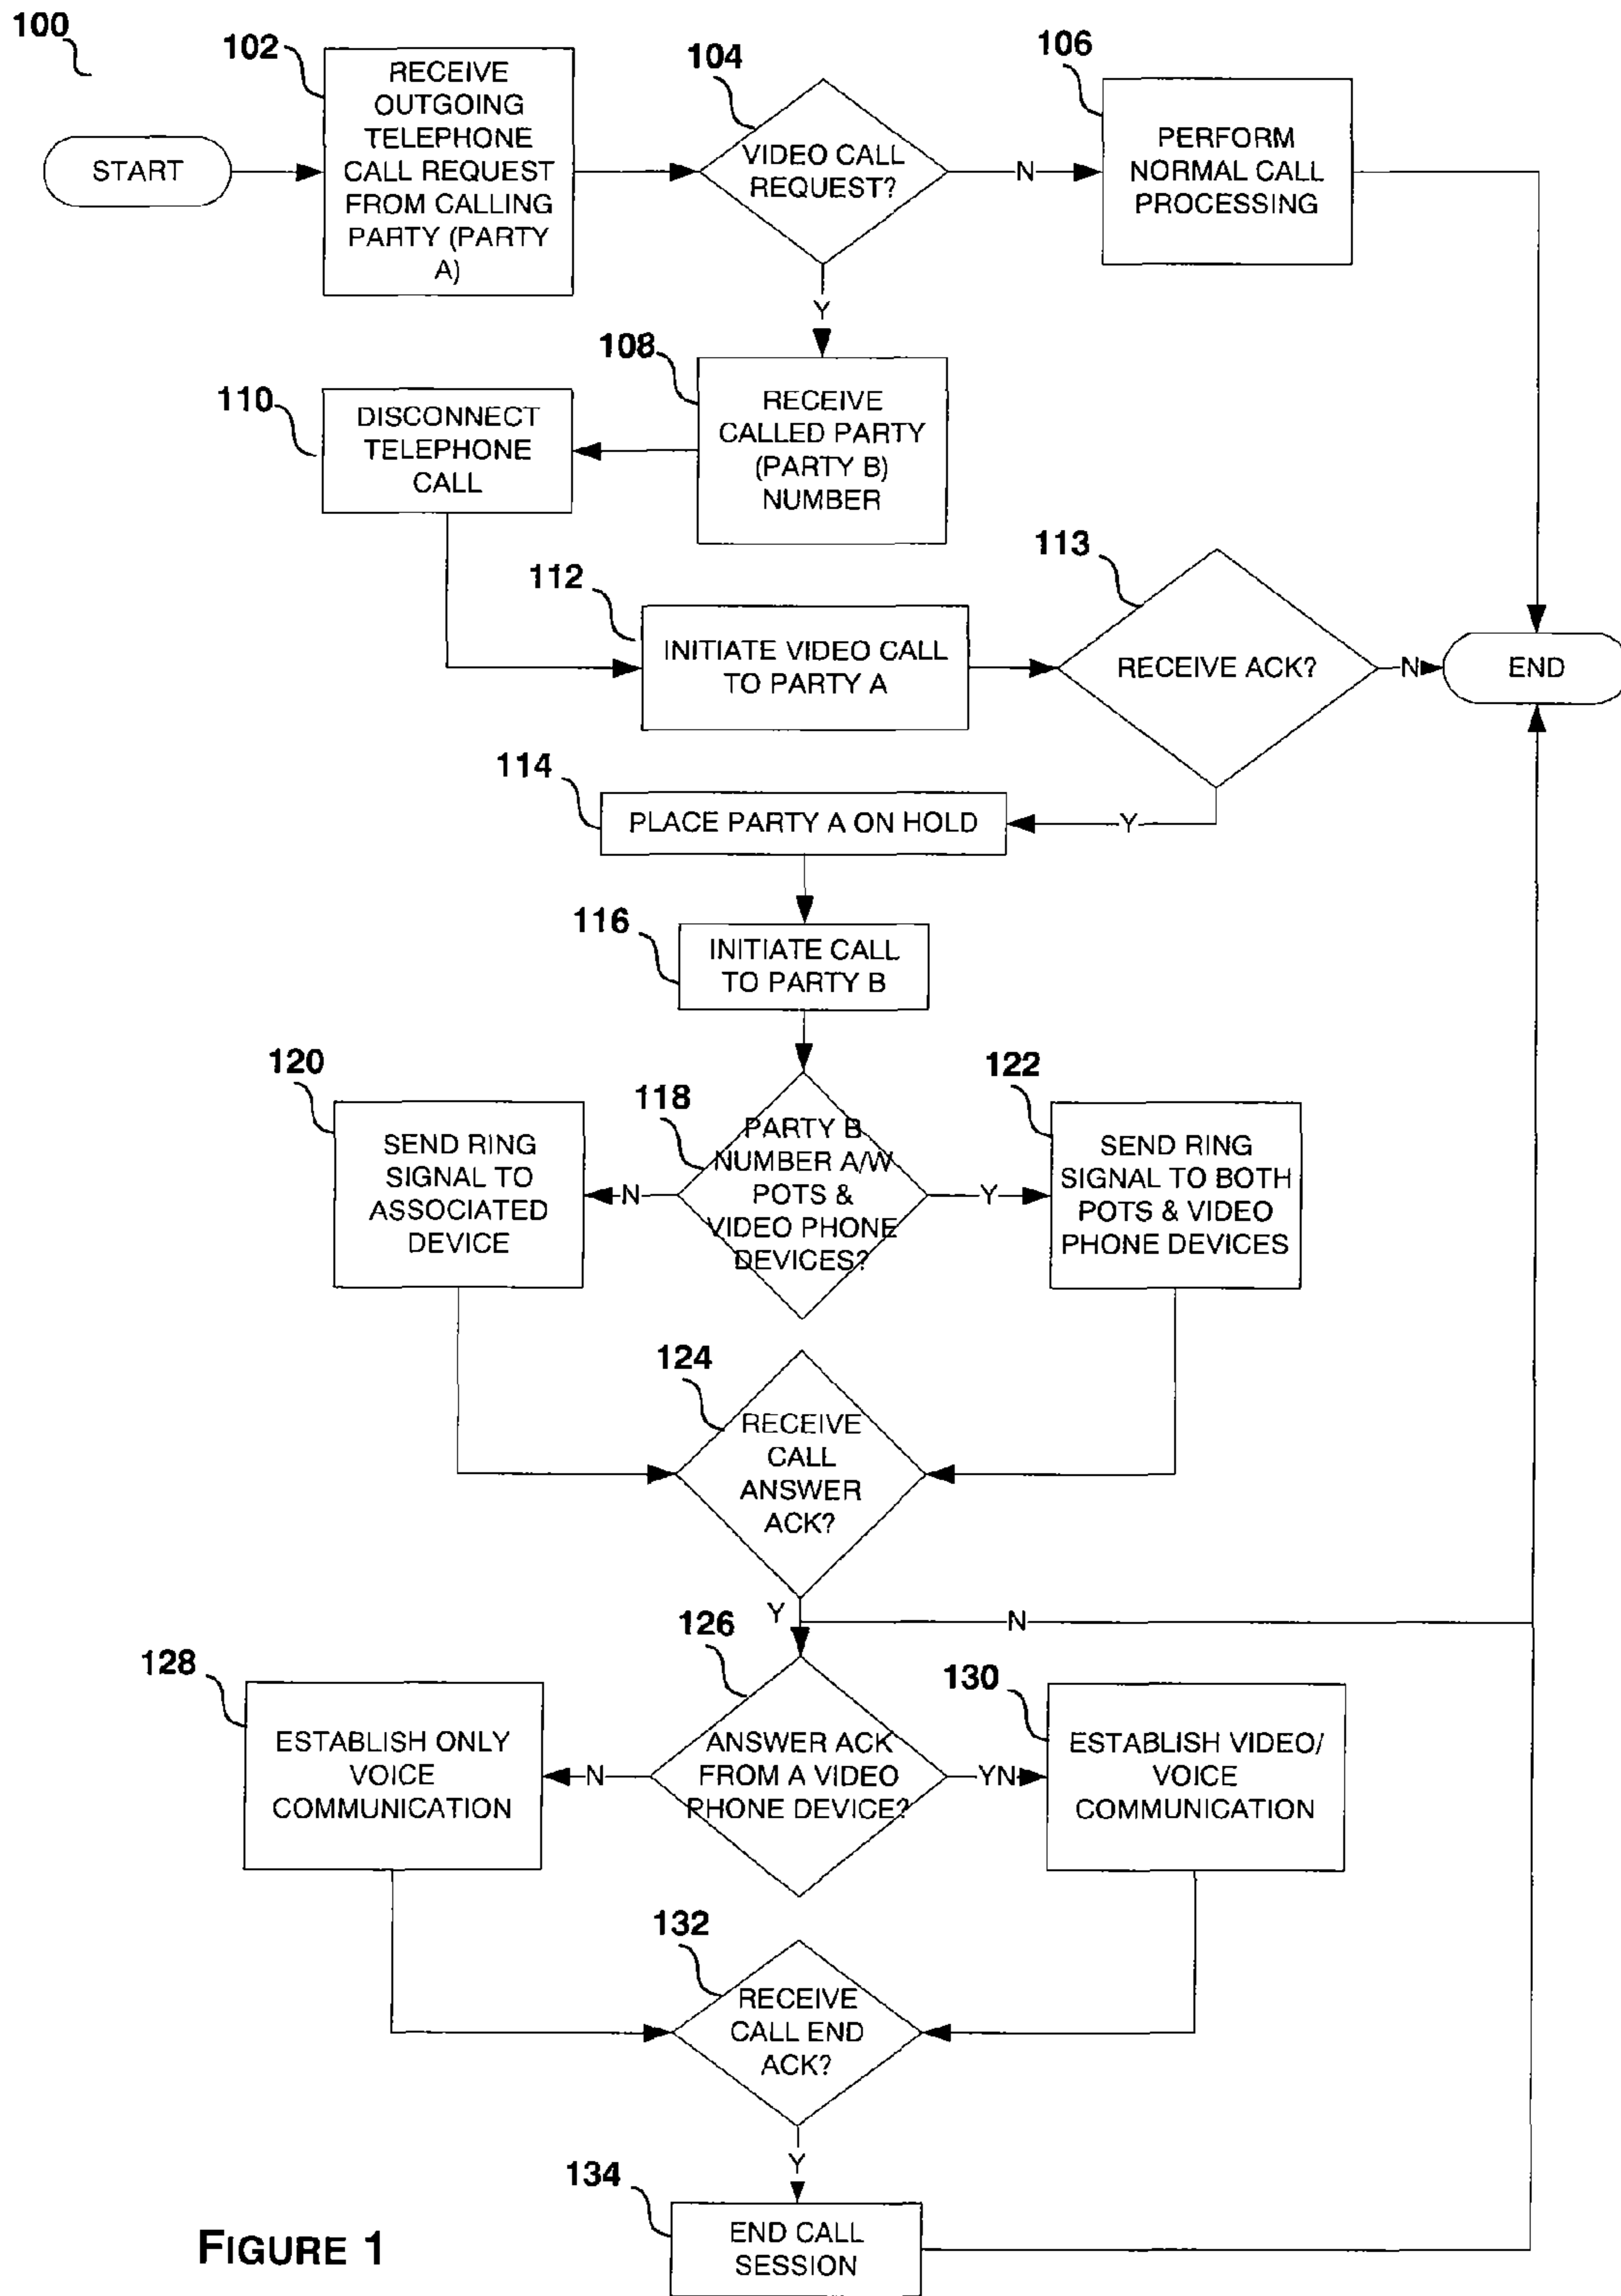 100
102
RECEIVE
OUTGOING
TELEPHONE
CALL REQUEST
FROM CALLING
PARTY (PARTY
A)
104
VIDEO CALL
REQUEST?
106
PERFORM
NORMAL CALL
PROCESSING
START
N
Y
108
RECEIVE
CALLED PARTY
(PARTY B)
NUMBER
110
DISCONNECT
TELEPHONE
CALL
112
INITIATE VIDEO CALL
TO PARTY A
113
RECEIVE ACK?
N
END
Y
114
PLACE PARTY A ON HOLD
116
INITIATE CALL
TO PARTY B
118
PARTY B
NUMBER A/W
POTS &
VIDEO PHONE
DEVICES?
N
Y
120
SEND RING
SIGNAL TO
ASSOCIATED
DEVICE
122
SEND RING
SIGNAL TO BOTH
POTS & VIDEO
PHONE DEVICES
124
RECEIVE
CALL
ANSWER
ACK?
Y
N
126
ANSWER ACK
FROM A VIDEO
PHONE DEVICE?
N
YN
128
ESTABLISH ONLY
VOICE
COMMUNICATION
130
ESTABLISH VIDEO/
VOICE
COMMUNICATION
132
RECEIVE
CALL END
ACK?
Y
134
END CALL
SESSION
FIGURE 1